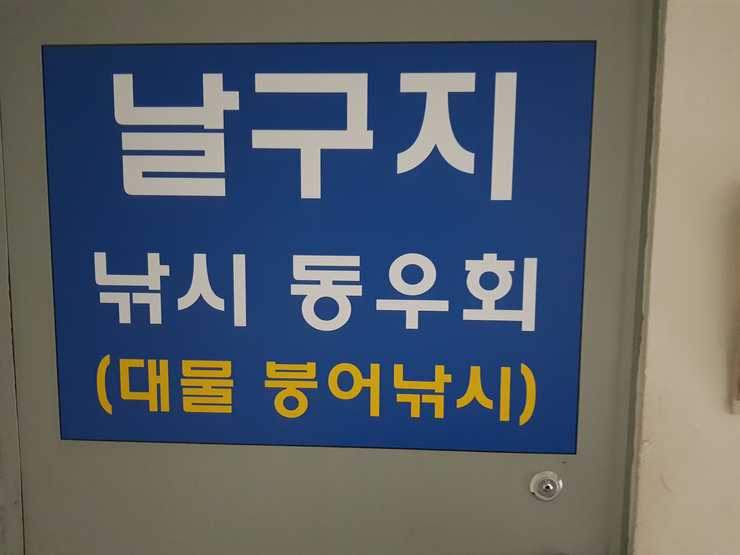 날구지
낚시 동우회
(대물 붕어낚시)